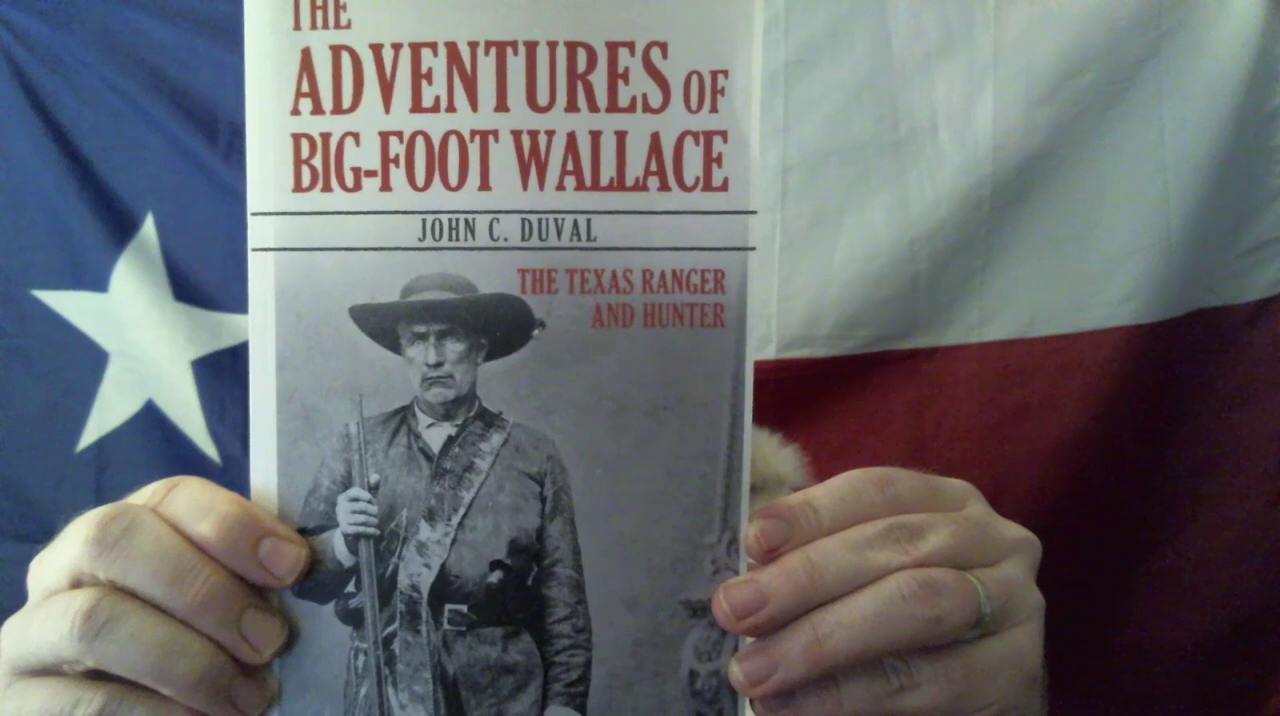 THE
ADVENTURES OF
BIG-FOOT WALLACE
JOHN C. DUVAL
THE TEXAS RANGER
AND HUNTER